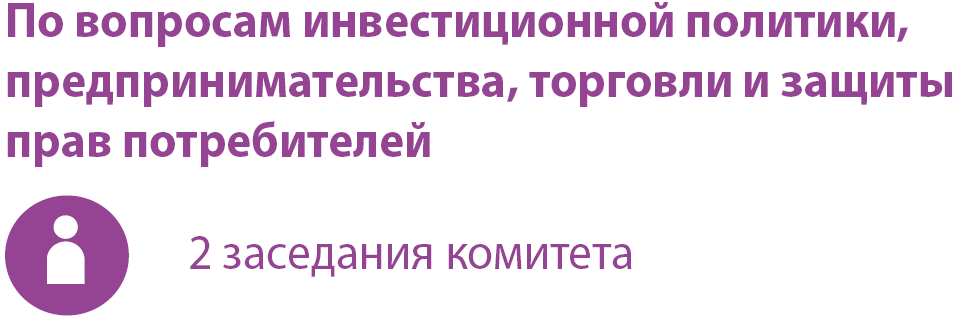 По вопросам инвестиционной политики,
предпринимательства, торговли и защиты
прав потребителей
2 заседания комитета